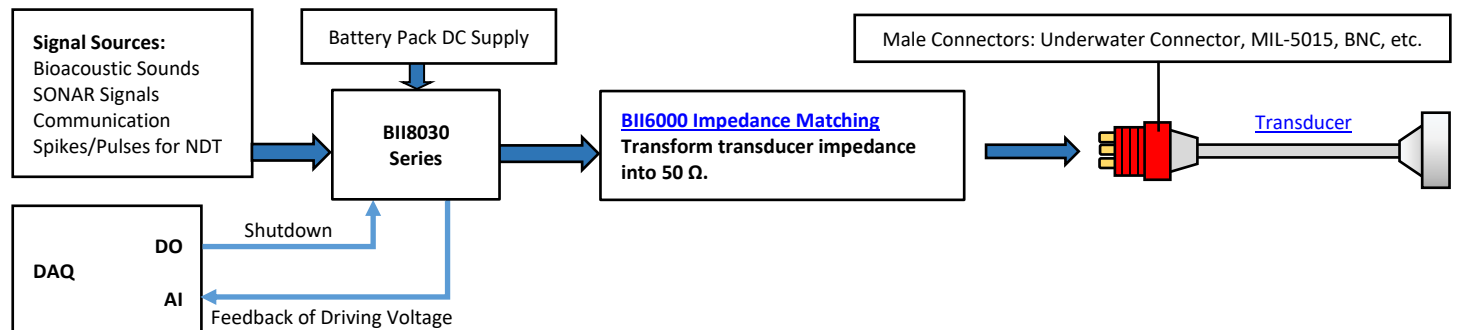 Signal Sources:
Bioacoustic Sounds
SONAR Signals
Communication
Spikes/Pulses for NDT
Battery Pack DC Supply
BII8030
Series
BII6000 Impedance Matching
Transform transducer impedance
into 50 Ω.
Male Connectors: Underwater Connector, MIL-5015, BNC, etc.
Transducer
DAQ
DO
AI
Shutdown
Feedback of Driving Voltage